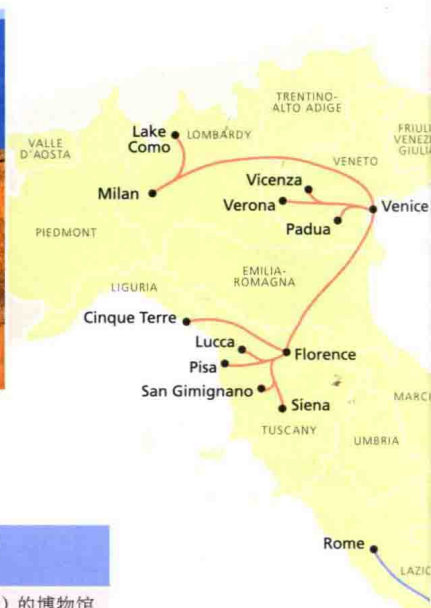 TRENTINO-
ALTO ADIGE
Lake
Como
LOMBARDY
VALLE
D'AOSTA
VENETO
Vicenza
Milan
Verona
Venice
Padua
PIEDMONT
EMILIA-
ROMAGNA
LIGURIA
Cinque Terre
Lucca
Florence
Pisa
San Gimignano
Siena
TUSCANY
UMBRIA
Rome
的博物馆